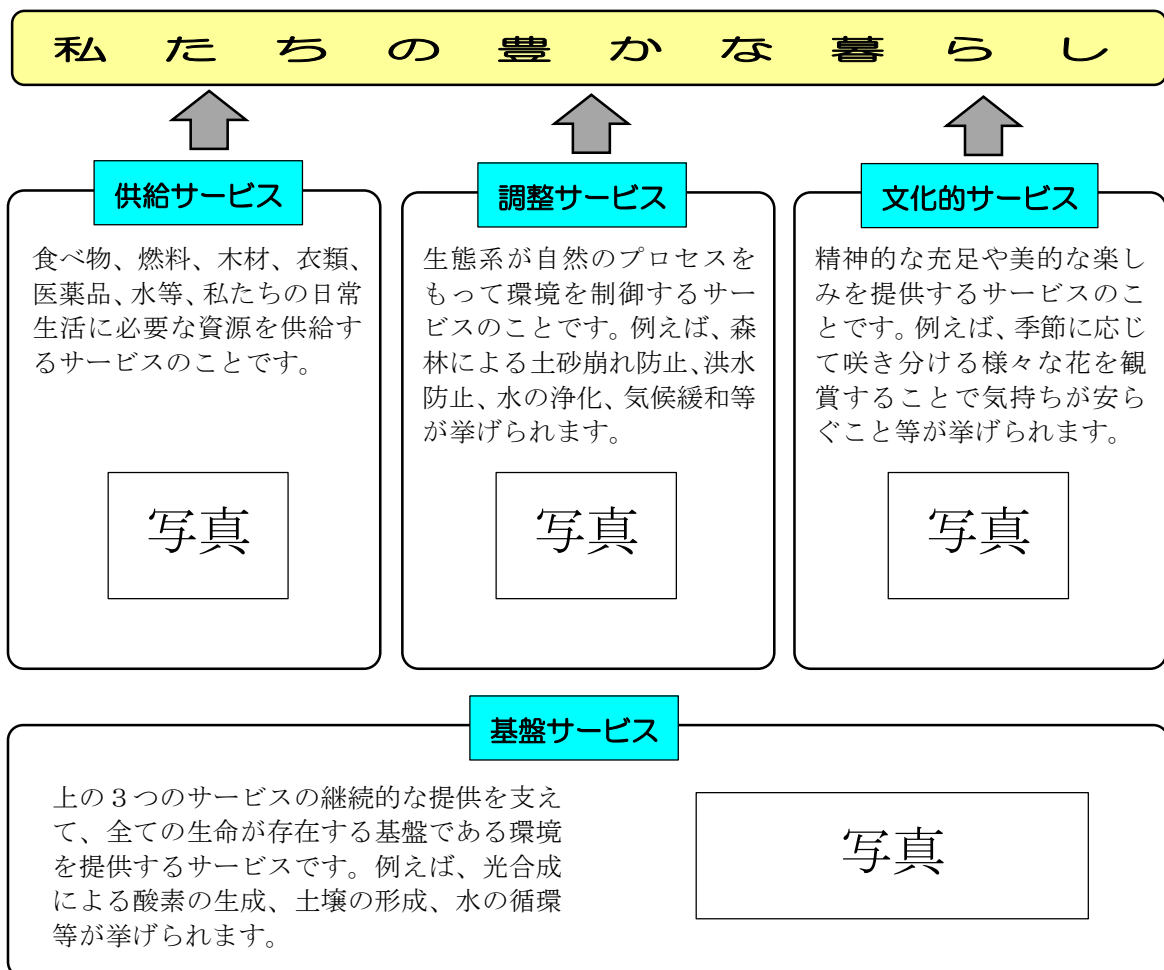 私たちの豊かな暮らし
供給サービス
食べ物、燃料、木材、衣類、
医薬品、水等、私たちの日常
生活に必要な資源を供給す
るサービスのことです。
写真
調整サービス
生態系が自然のプロセスを
もって環境を制御するサー
ビスのことです。例えば、森
林による土砂崩れ防止、洪水
防止、水の浄化、気候緩和等
が挙げられます。
写真
文化的サービス
精神的な充足や美的な楽し
みを提供するサービスのこ
とです。例えば、季節に応じ
て咲き分ける様々な花を観
賞することで気持ちが安ら
ぐこと等が挙げられます。
写真
基盤サービス
上の3つのサービスの継続的な提供を支え
て、全ての生命が存在する基盤である環境
を提供するサービスです。例えば、光合成
による酸素の生成、土壌の形成、水の循環
等が挙げられます。
写真